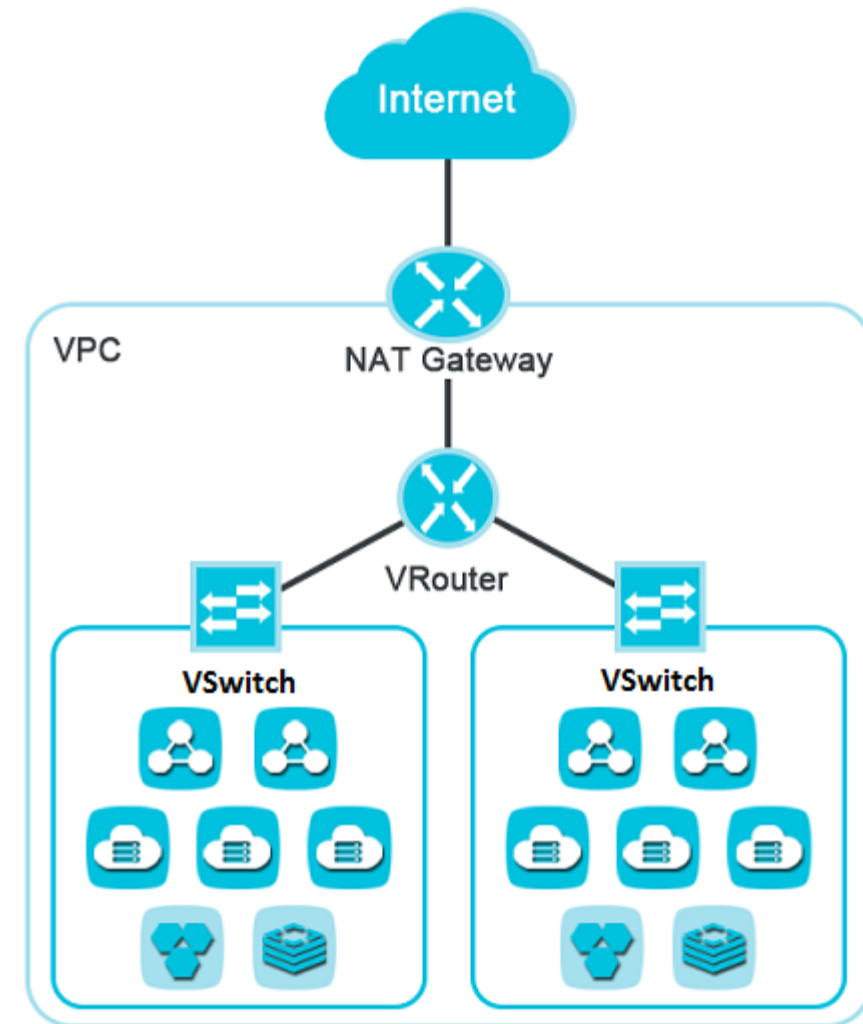 Internet
VPC
NAT Gateway
VRouter
VSwitch
VSwitch